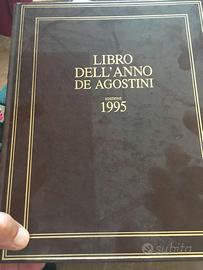 LIBRO
DELL'ANNO
DE AGOSTINI
EDIZIONE
1995
subito